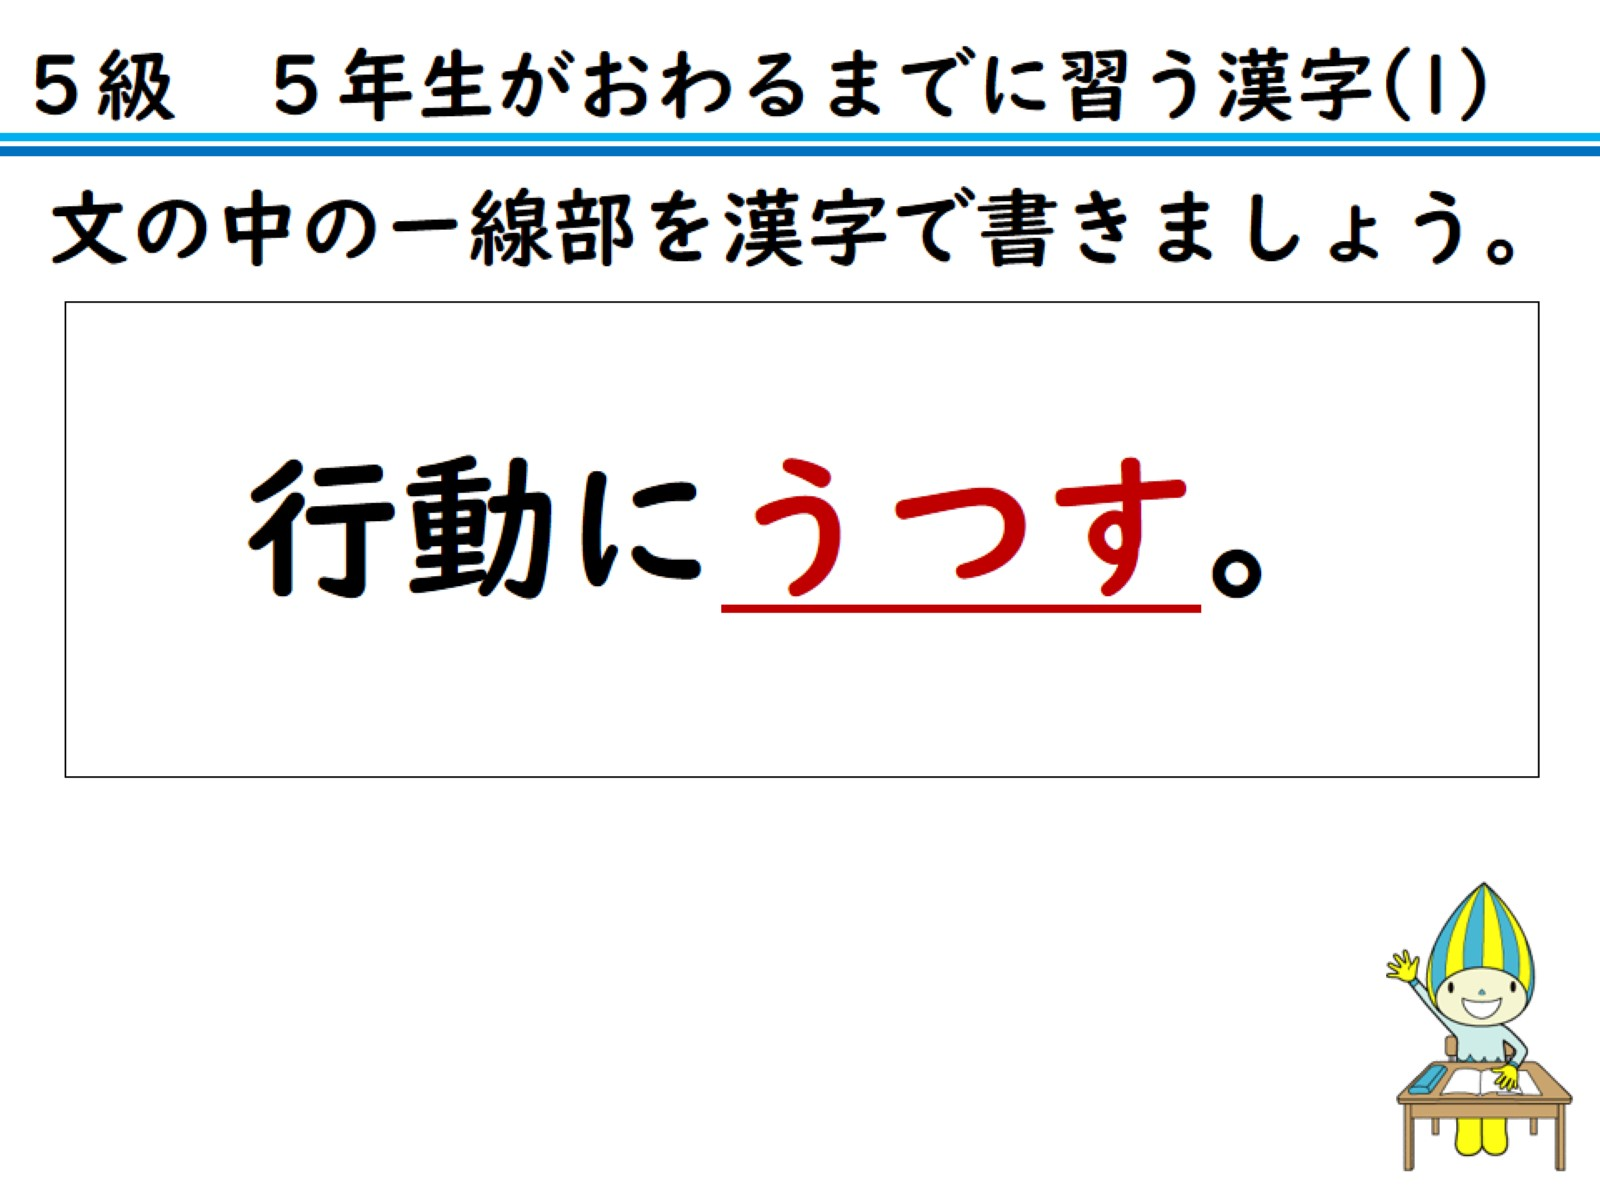 ５級　５年生がおわるまでに習う漢字(1)
文の中の一線部を漢字で書きましょう。
行動にうつす。